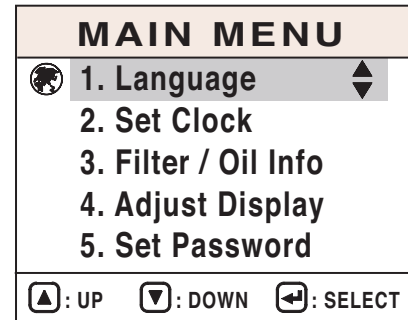 MAIN MENU
1. Language
2. Set Clock
3. Filter / Oil Info
4. Adjust Display
5. Set Password
: UP : DOWN : SELECT